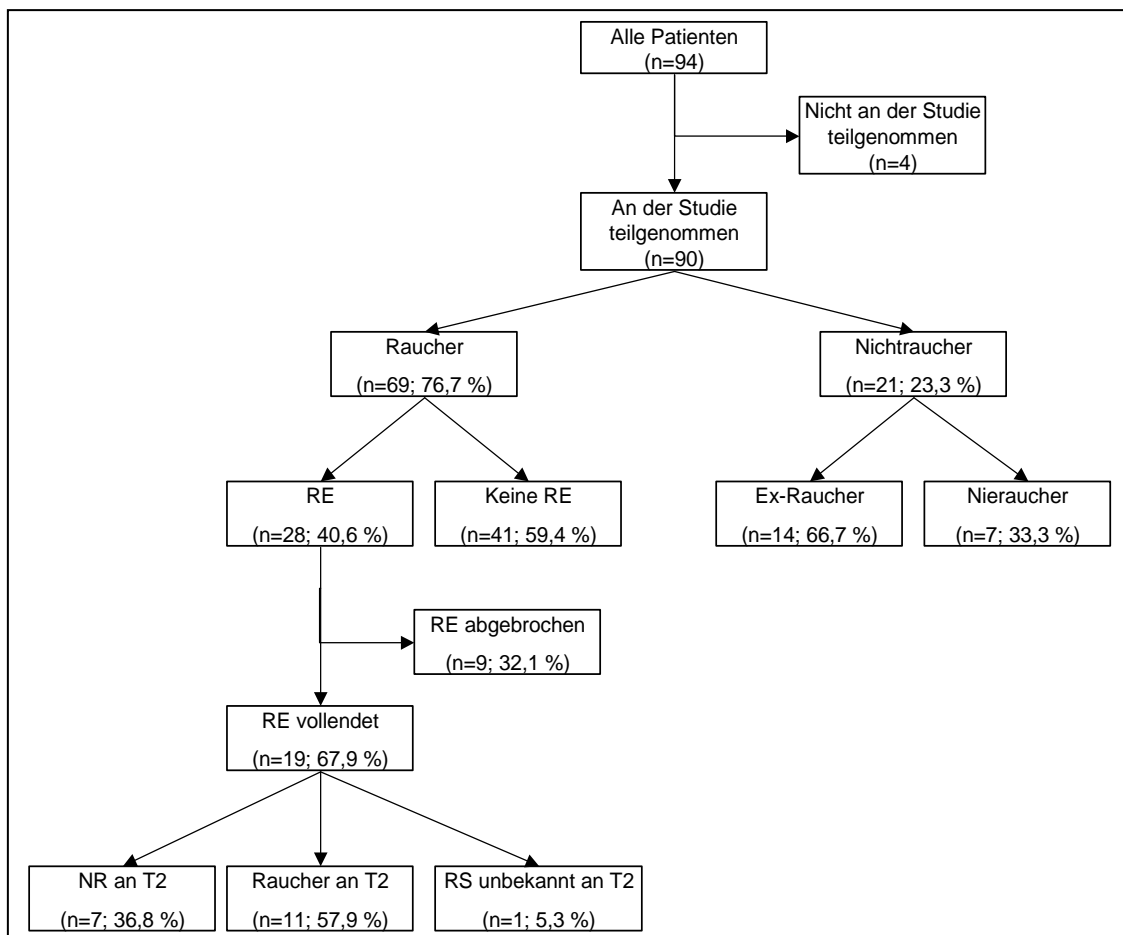 Alle Patienten
(n=94)
Nicht an der Studie
teilgenommen
(n=4)
An der Studie
teilgenommen
(n=90)
Raucher
(n=69; 76,7 %)
Nichtraucher
(n=21; 23,3 %)
RE
(n=28; 40,6 %)
Keine RE
(n=41; 59,4 %)
Ex-Raucher
(n=14; 66,7 %)
Nieraucher
(n=7; 33,3 %)
RE abgebrochen
(n=9; 32,1 %)
RE vollendet
(n=19; 67,9 %)
NR an T2
(n=7; 36,8 %)
Raucher an T2
(n=11; 57,9 %)
RS unbekannt an T2
(n=1; 5,3 %)